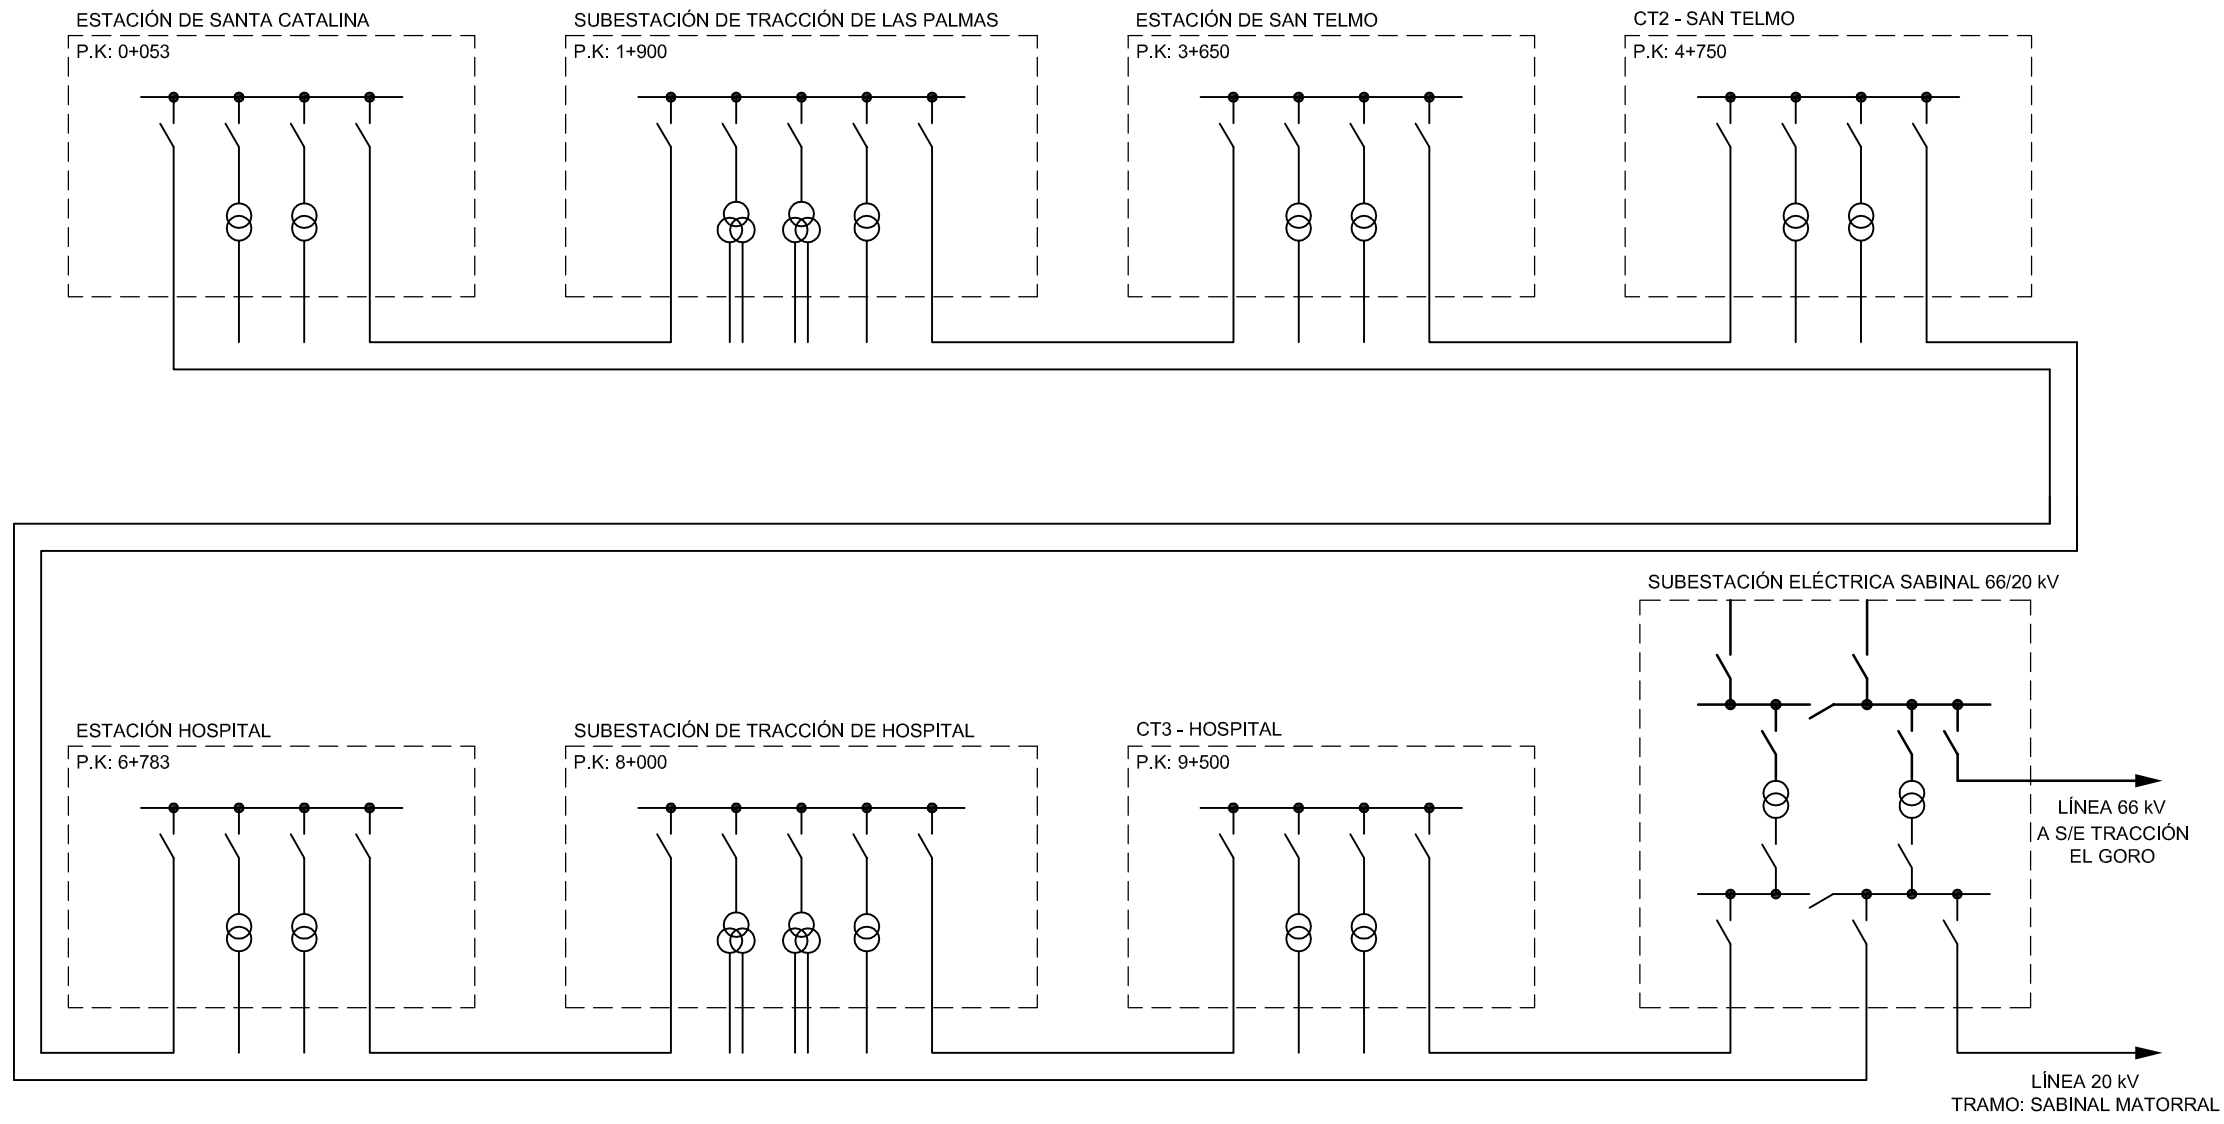 ESTACIÓN DE SANTA CATALINA
P.K: 0+053
SUBESTACIÓN DE TRACCIÓN DE LAS PALMAS
P.K: 1+900
ESTACIÓN DE SAN TELMO
P.K: 3+650
CT2 - SAN TELMO
P.K: 4+750
SUBESTACIÓN ELÉCTRICA SABINAL 66/20 kV
ESTACIÓN HOSPITAL
P.K: 6+783
SUBESTACIÓN DE TRACCIÓN DE HOSPITAL
P.K: 8+000
CT3 - HOSPITAL
P.K: 9+500
LÍNEA 66 kV
A S/E TRACCIÓN
EL GORO
LÍNEA 20 kV
TRAMO: SABINAL MATORRAL